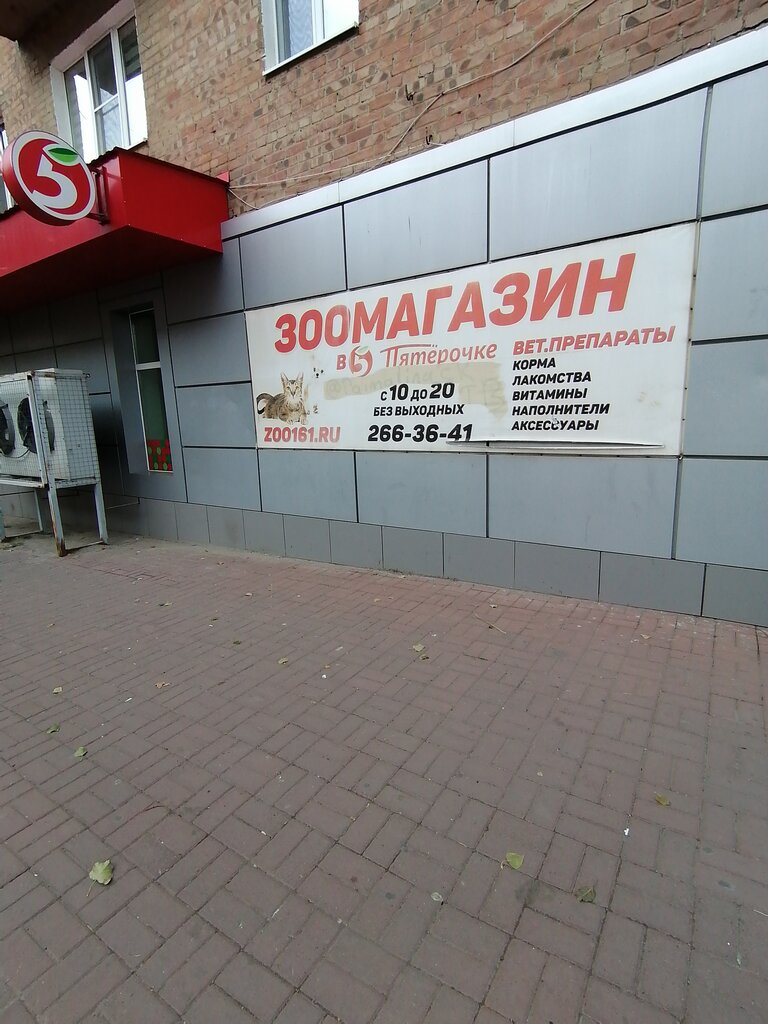 5
ЗООМАГАЗИН
в 5 Пятёрочке
с 10 до 20
БЕЗ ВЫХОДНЫХ
ZOO161.RU
266-36-41
ВЕТ.ПРЕПАРАТЫ
КОРМА
ЛАКОМСТВА
ВИТАМИНЫ
НАПОЛНИТЕЛИ
АКСЕССУАРЫ